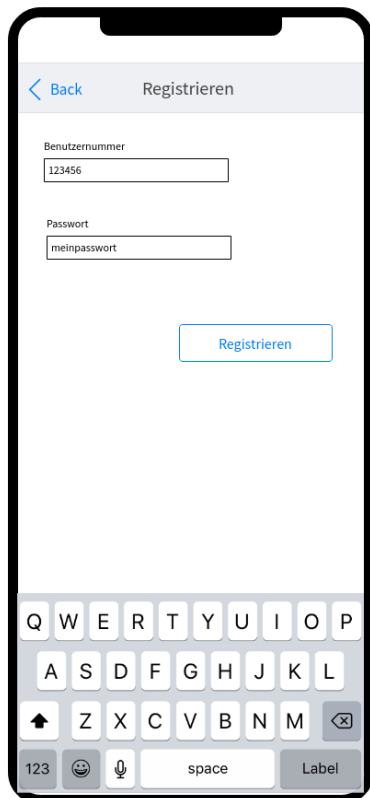 Back Registrieren
Benutzernummer
123456
Passwort
meinpasswort
Registrieren
Q W E R T Y U I O P
A S D F G H J K L
Z X C V B N M
123 space Label